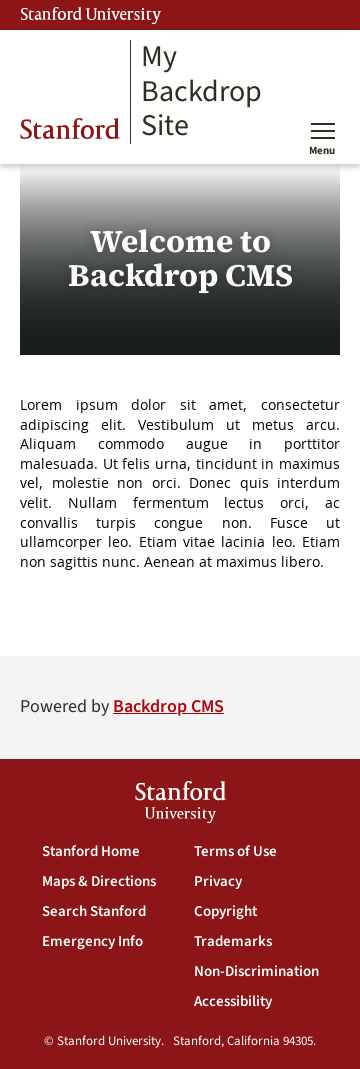 Stanford University
My
Backdrop
Site
Stanford
Menu
Welcome to
Backdrop CMS
Lorem ipsum dolor sit amet, consectetur
adipiscing elit. Vestibulum ut metus arcu.
Aliquam commodo augue in porttitor
malesuada. Ut felis urna, tincidunt in maximus
vel, molestie non orci. Donec quis interdum
velit. Nullam fermentum lectus orci, ac
convallis turpis congue non. Fusce ut
ullamcorper leo. Etiam vitae lacinia leo. Etiam
non sagittis nunc. Aenean at maximus libero.
Powered by Backdrop CMS
Stanford
University
Stanford Home
Maps & Directions
Search Stanford
Emergency Info
Terms of Use
Privacy
Copyright
Trademarks
Non-Discrimination
Accessibility
© Stanford University. Stanford, California 94305.